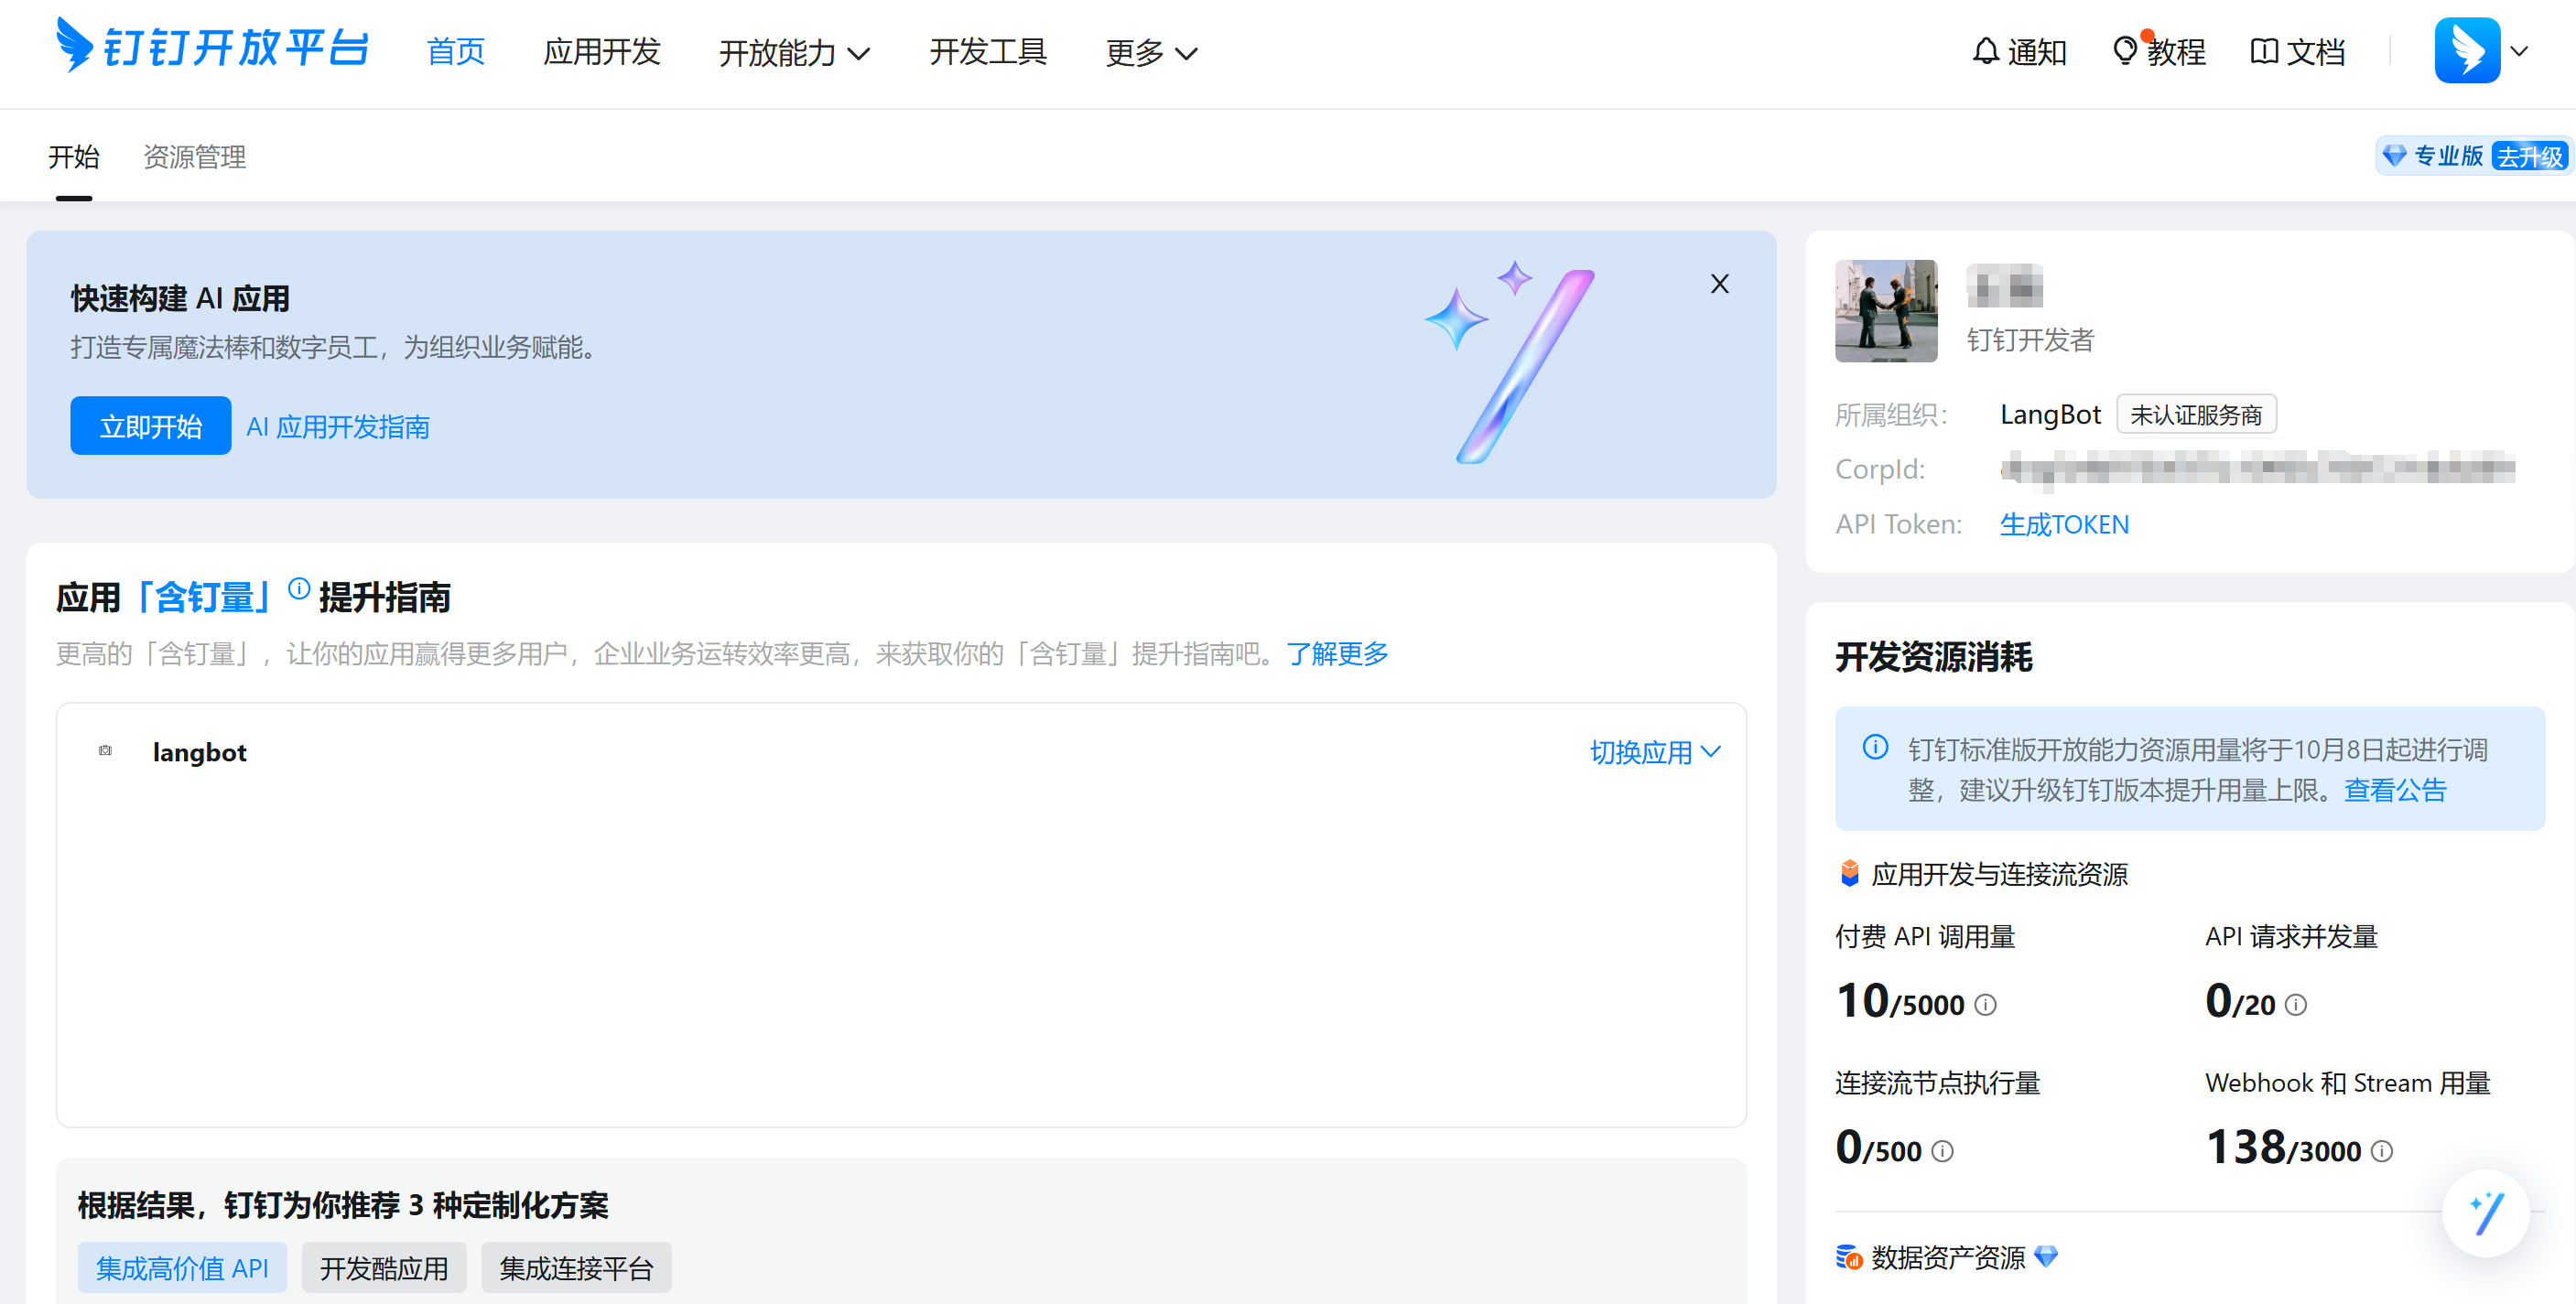 钉钉开放平台
首页
应用开发
开放能力
开发工具
更多
通知
教程
文档
开始
资源管理
专业版 去升级
快速构建 AI 应用
打造专属魔法棒和数字员工，为组织业务赋能。
立即开始
AI 应用开发指南
钉钉开发者
所属组织： LangBot 未认证服务商
CorpId:
API Token: 生成TOKEN
应用「含钉量」提升指南
更高的「含钉量」，让你的应用赢得更多用户，企业业务运转效率更高，来获取你的「含钉量」提升指南吧。了解更多
langbot
切换应用
根据结果，钉钉为你推荐 3 种定制化方案
集成高价值 API
开发酷应用
集成连接平台
开发资源消耗
钉钉标准版开放能力资源用量将于10月8日起进行调
整，建议升级钉钉版本提升用量上限。查看公告
应用开发与连接流资源
付费 API 调用量
10/5000
API 请求并发量
0/20
连接流节点执行量
0/500
Webhook 和 Stream 用量
138/3000
数据资产资源